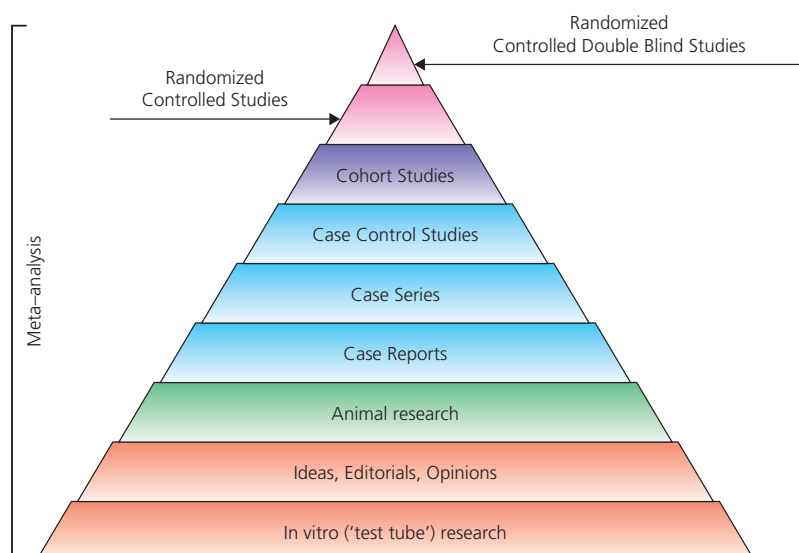 Randomized
Controlled Double Blind Studies
Randomized
Controlled Studies
Cohort Studies
Case Control Studies
Case Series
Case Reports
Animal research
Ideas, Editorials, Opinions
In vitro ('test tube') research
Meta–analysis